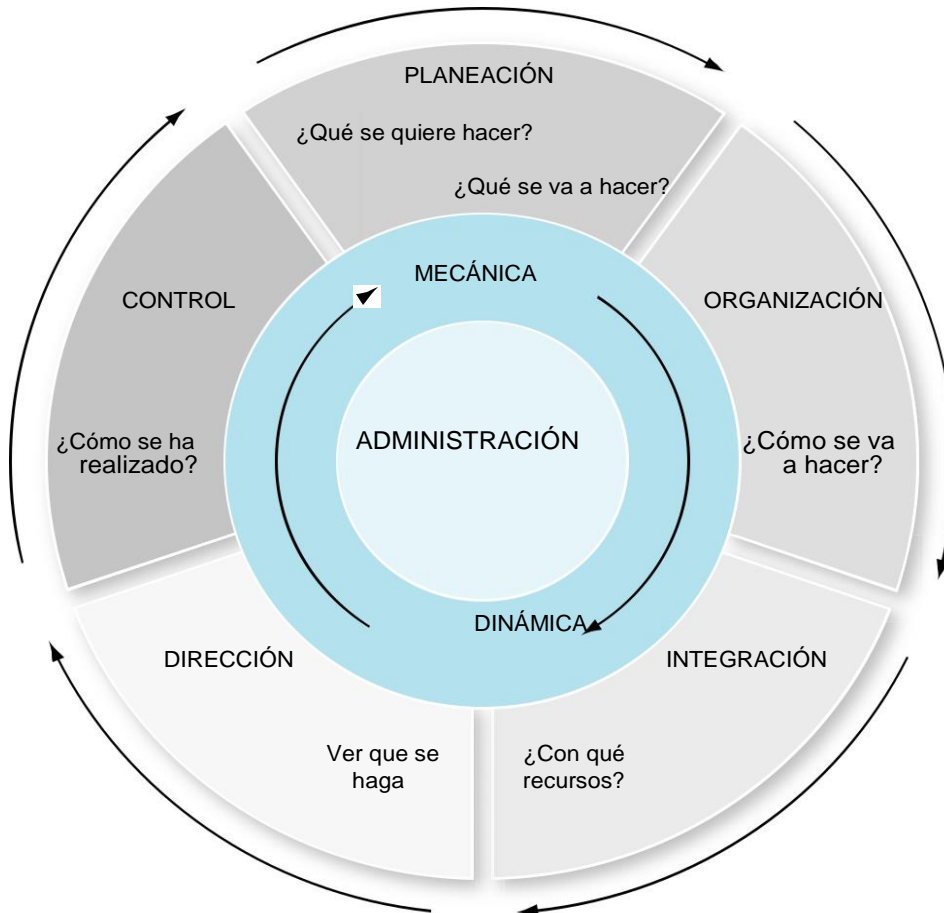 PLANEACIÓN
¿Qué se quiere hacer?
¿Qué se va a hacer?
MECÁNICA
CONTROL
ORGANIZACIÓN
ADMINISTRACIÓN
¿Cómo se ha
realizado?
¿Cómo se va
a hacer?
DINÁMICA
DIRECCIÓN
INTEGRACIÓN
Ver que se
haga
¿Con qué
recursos?